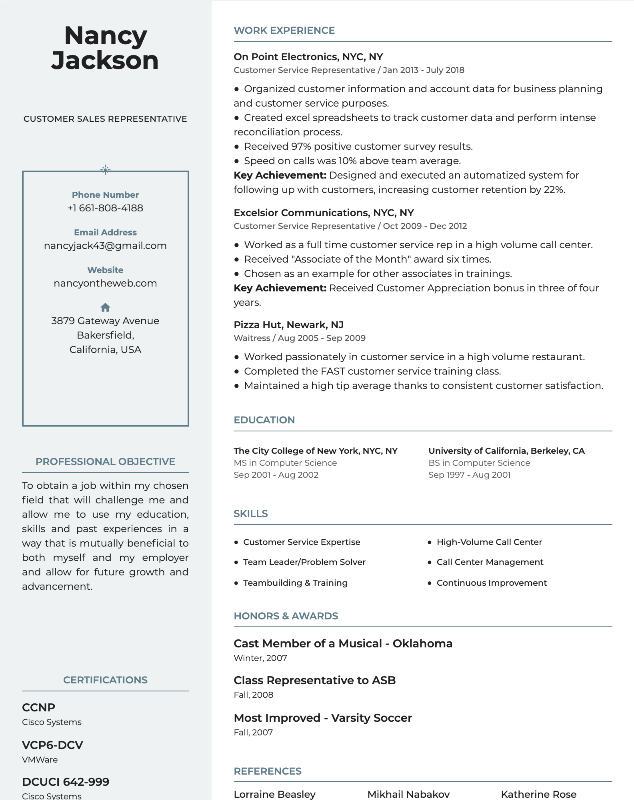 Nancy
Jackson
CUSTOMER SALES REPRESENTATIVE
Phone Number
+1 661-808-4188
Email Address
nancyjack43@gmail.com
Website
nancyontheweb.com
3879 Gateway Avenue
Bakersfield,
California, USA
PROFESSIONAL OBJECTIVE
To obtain a job within my chosen
field that will challenge me and
allow me to use my education,
skills and past experiences in a
way that is mutually beneficial to
both myself and my employer
and allow for future growth and
advancement.
CERTIFICATIONS
CCNP
Cisco Systems
VCP6-DCV
VMWare
DCUCI 642-999
Cisco Systems
WORK EXPERIENCE
On Point Electronics, NYC, NY
Customer Service Representative / Jan 2013 - July 2018
● Organized customer information and account data for business planning
and customer service purposes.
● Created excel spreadsheets to track customer data and perform intense
reconciliation process.
● Received 97% positive customer survey results.
● Speed on calls was 10% above team average.
Key Achievement: Designed and executed an automatized system for
following up with customers, increasing customer retention by 22%.
Excelsior Communications, NYC, NY
Customer Service Representative / Oct 2009 - Dec 2012
● Worked as a full time customer service rep in a high volume call center.
● Received "Associate of the Month" award six times.
● Chosen as an example for other associates in trainings.
Key Achievement: Received Customer Appreciation bonus in three of four
years.
Pizza Hut, Newark, NJ
Waitress / Aug 2005 - Sep 2009
● Worked passionately in customer service in a high volume restaurant.
● Completed the FAST customer service training class.
● Maintained a high tip average thanks to consistent customer satisfaction.
EDUCATION
The City College of New York, NYC, NY
MS in Computer Science
Sep 2001 - Aug 2002
University of California, Berkeley, CA
BS in Computer Science
Sep 1997 - Aug 2001
SKILLS
● Customer Service Expertise
● High-Volume Call Center
● Team Leader/Problem Solver
● Call Center Management
● Teambuilding & Training
● Continuous Improvement
HONORS & AWARDS
Cast Member of a Musical - Oklahoma
Winter, 2007
Class Representative to ASB
Fall, 2008
Most Improved - Varsity Soccer
Fall, 2007
REFERENCES
Lorraine Beasley
Mikhail Nabakov
Katherine Rose